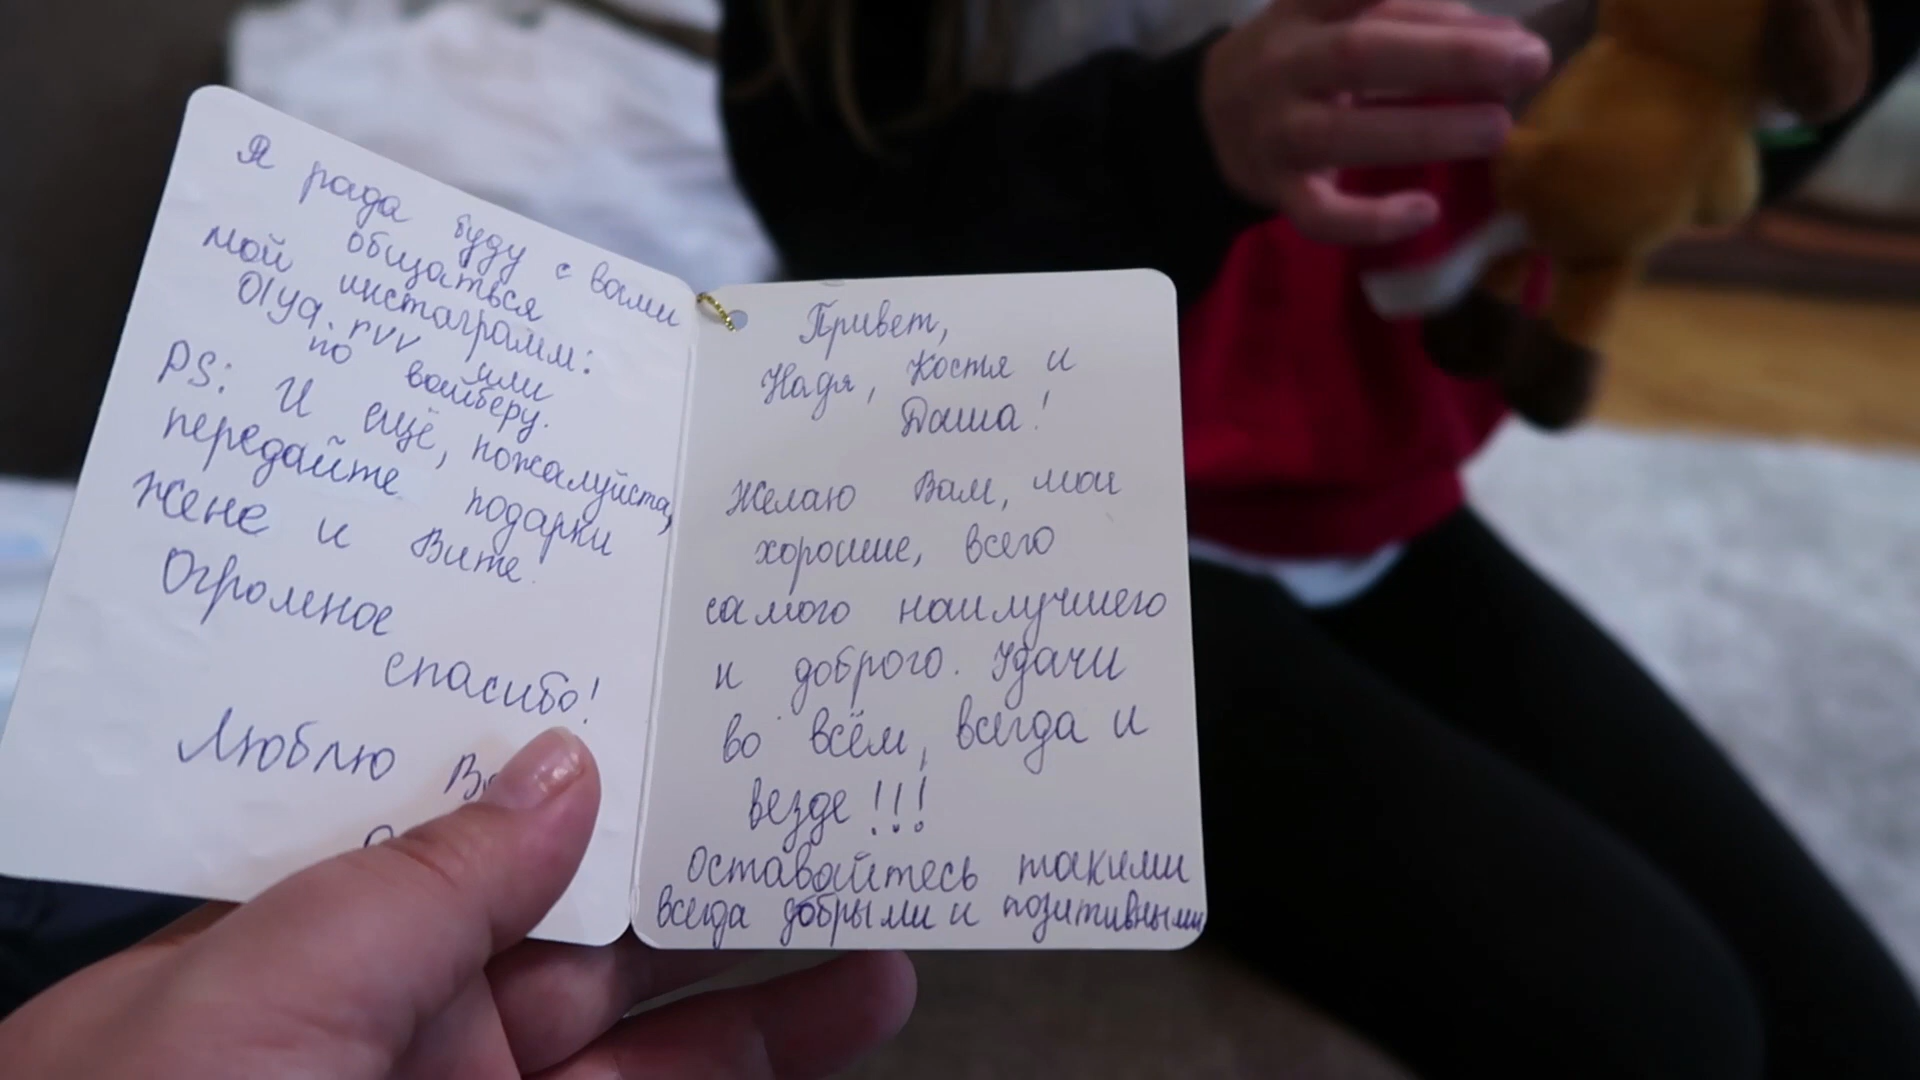 Я рада буду с вами
общаться
мой инстаграмм:
Olya.rvv или
по вайберу.
PS: И ещё, пожалуйста,
передайте подарки
Жене и Вите.
Огромное
спасибо!
Люблю
Привет,
Надя, Костя и
Даша!
Желаю Вам, мои
хорошие, всего
самого наилучшего
и доброго. Удачи
во всём, всегда и
везде!!!
Оставайтесь такими
всегда добрыми и позитивными